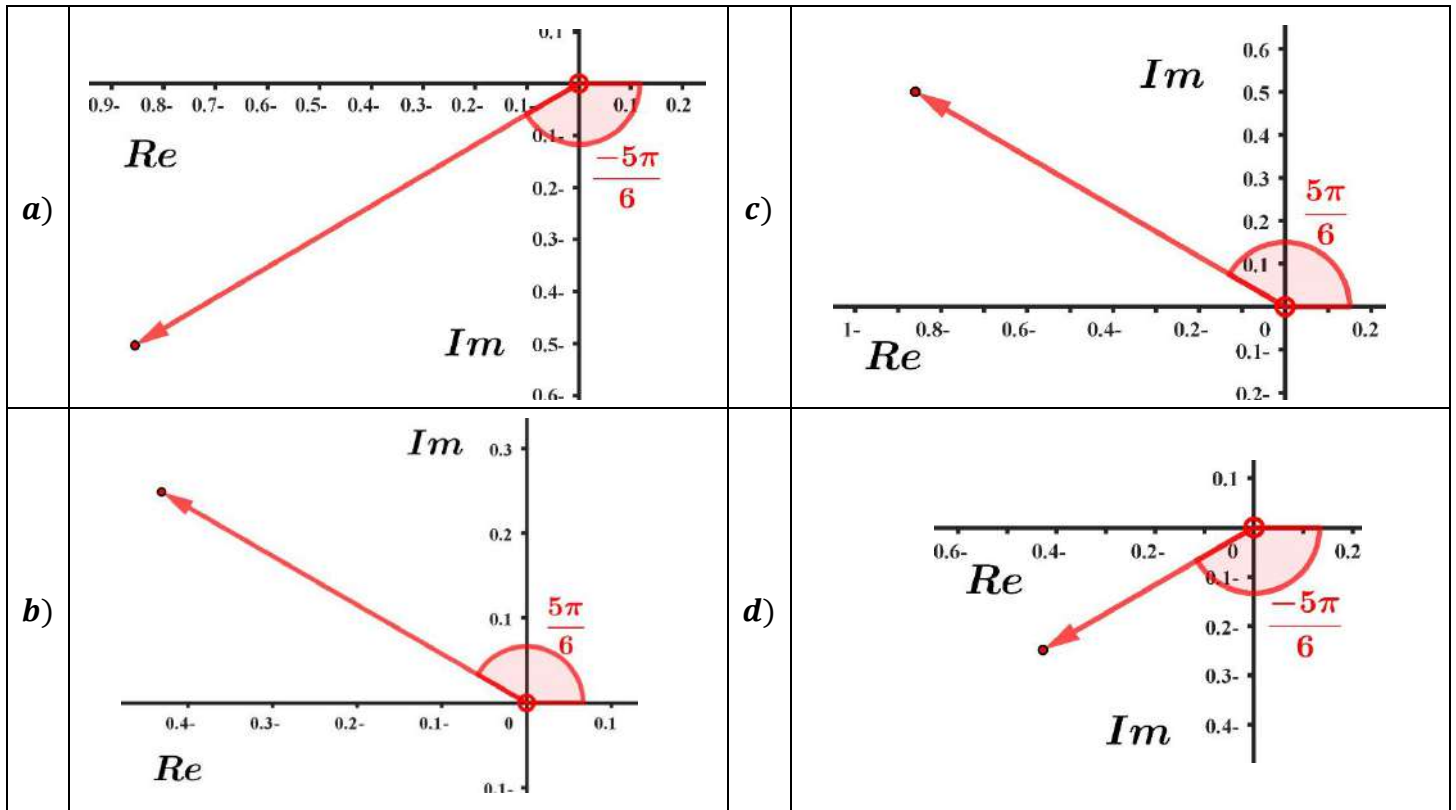 a)
0.1
0.9- 0.8- 0.7- 0.6- 0.5- 0.4- 0.3- 0.2- 0.1- 0.1 0.2
Re
0.1-
−5π
6
0.2-
0.3-
0.4-
Im
0.5-
0.6-
c)
0.6
Im
0.5
0.4
0.3
5π
6
0.2
0.1
1- 0.8- 0.6- 0.4- 0.2- 0 0.2
Re
0.1-
0.2-
b)
Im
0.3
0.2
5π
6
0.1
0.4- 0.3- 0.2- 0.1- 0 0.1
Re
0.1-
d)
0.1
0.6- 0.4- 0.2- 0 0.2
Re
0.1-
−5π
6
0.2-
0.3-
Im
0.4-